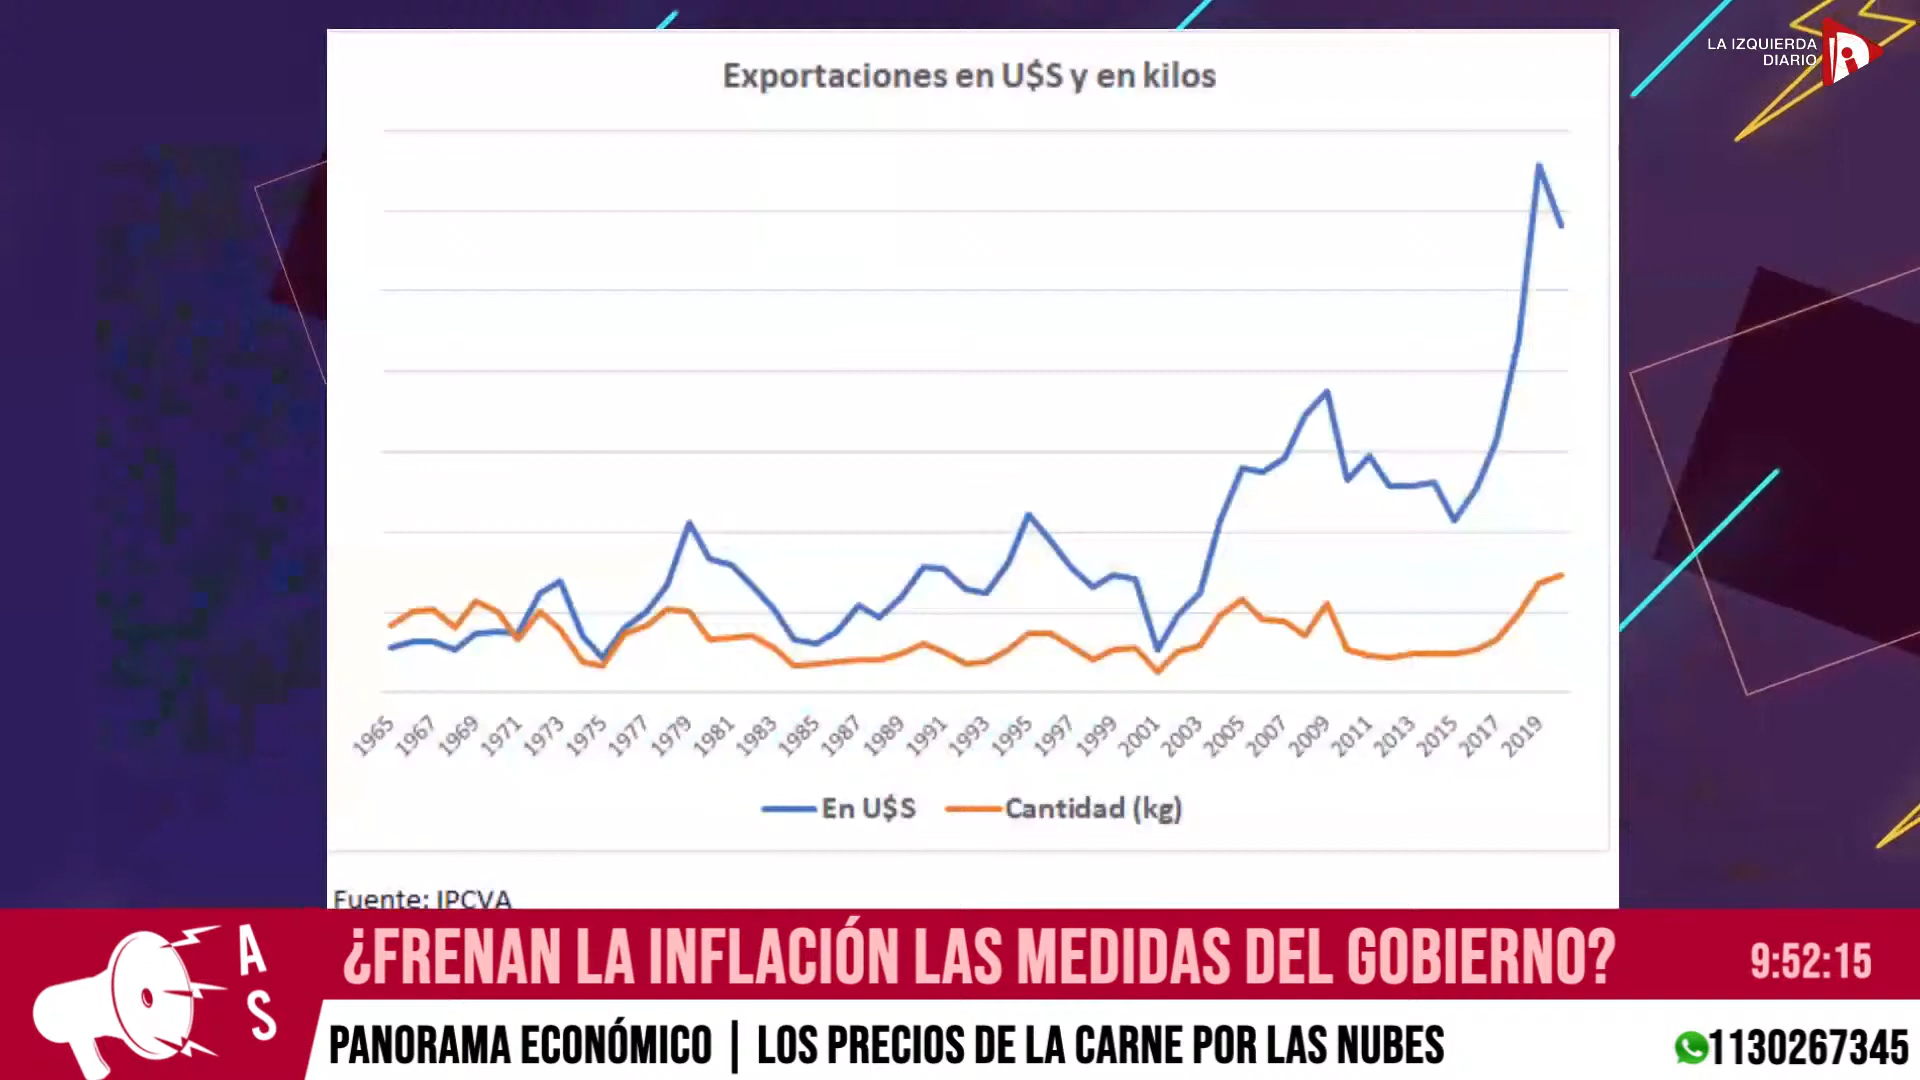 LA IZQUIERDA
DIARIO
Exportaciones en U$S y en kilos
1965 1967 1969 1971 1973 1975 1977 1979 1981 1983 1985 1987 1989 1991 1993 1995 1997 1999 2001 2003 2005 2007 2009 2011 2013 2015 2017 2019
En U$S Cantidad (kg)
Fuente: IPCVA
A
S
¿FRENAN LA INFLACIÓN LAS MEDIDAS DEL GOBIERNO?
9:52:15
PANORAMA ECONÓMICO | LOS PRECIOS DE LA CARNE POR LAS NUBES
1130267345